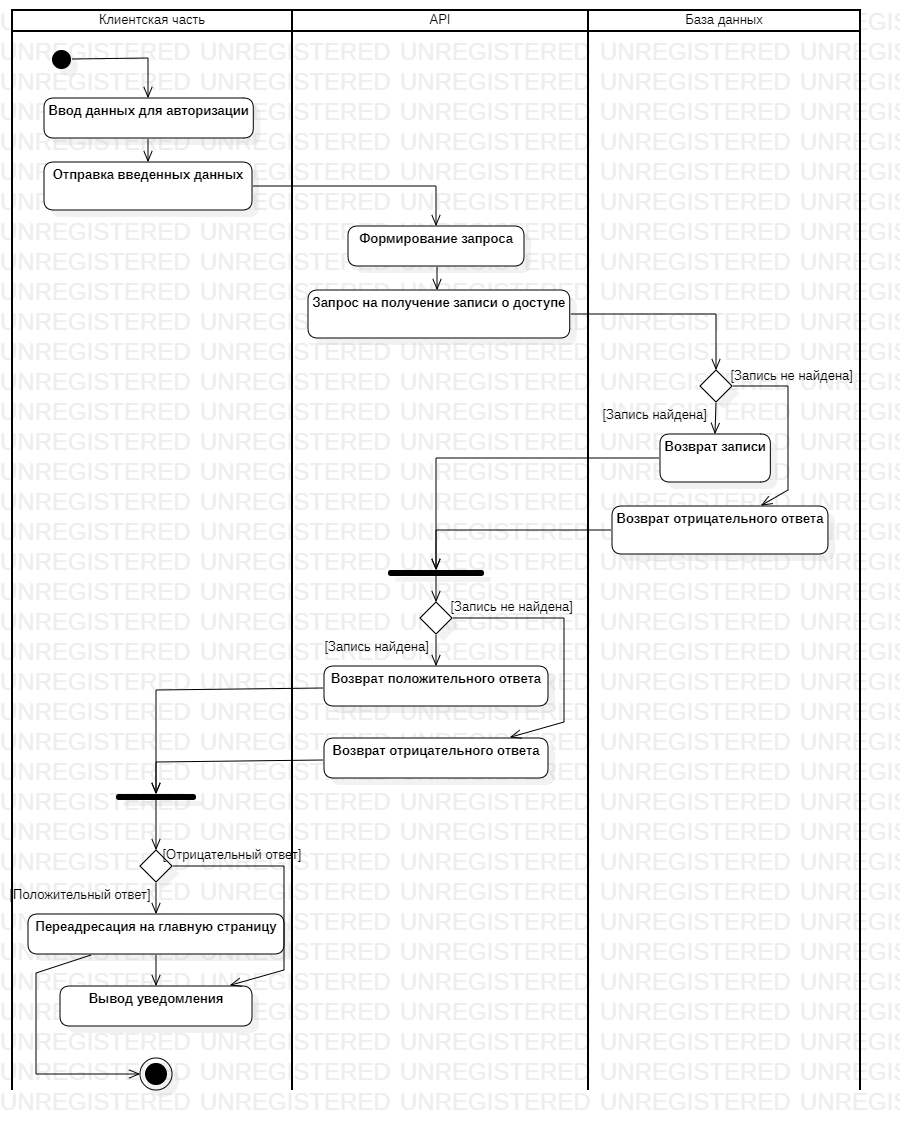 Клиентская часть
API
База данных
Ввод данных для авторизации
Отправка введенных данных
Формирование запроса
Запрос на получение записи о доступе
[Запись не найдена]
[Запись найдена]
Возврат записи
Возврат отрицательного ответа
[Запись не найдена]
[Запись найдена]
Возврат положительного ответа
Возврат отрицательного ответа
[Отрицательный ответ]
[Положительный ответ]
Переадресация на главную страницу
Вывод уведомления
UNREGISTERED